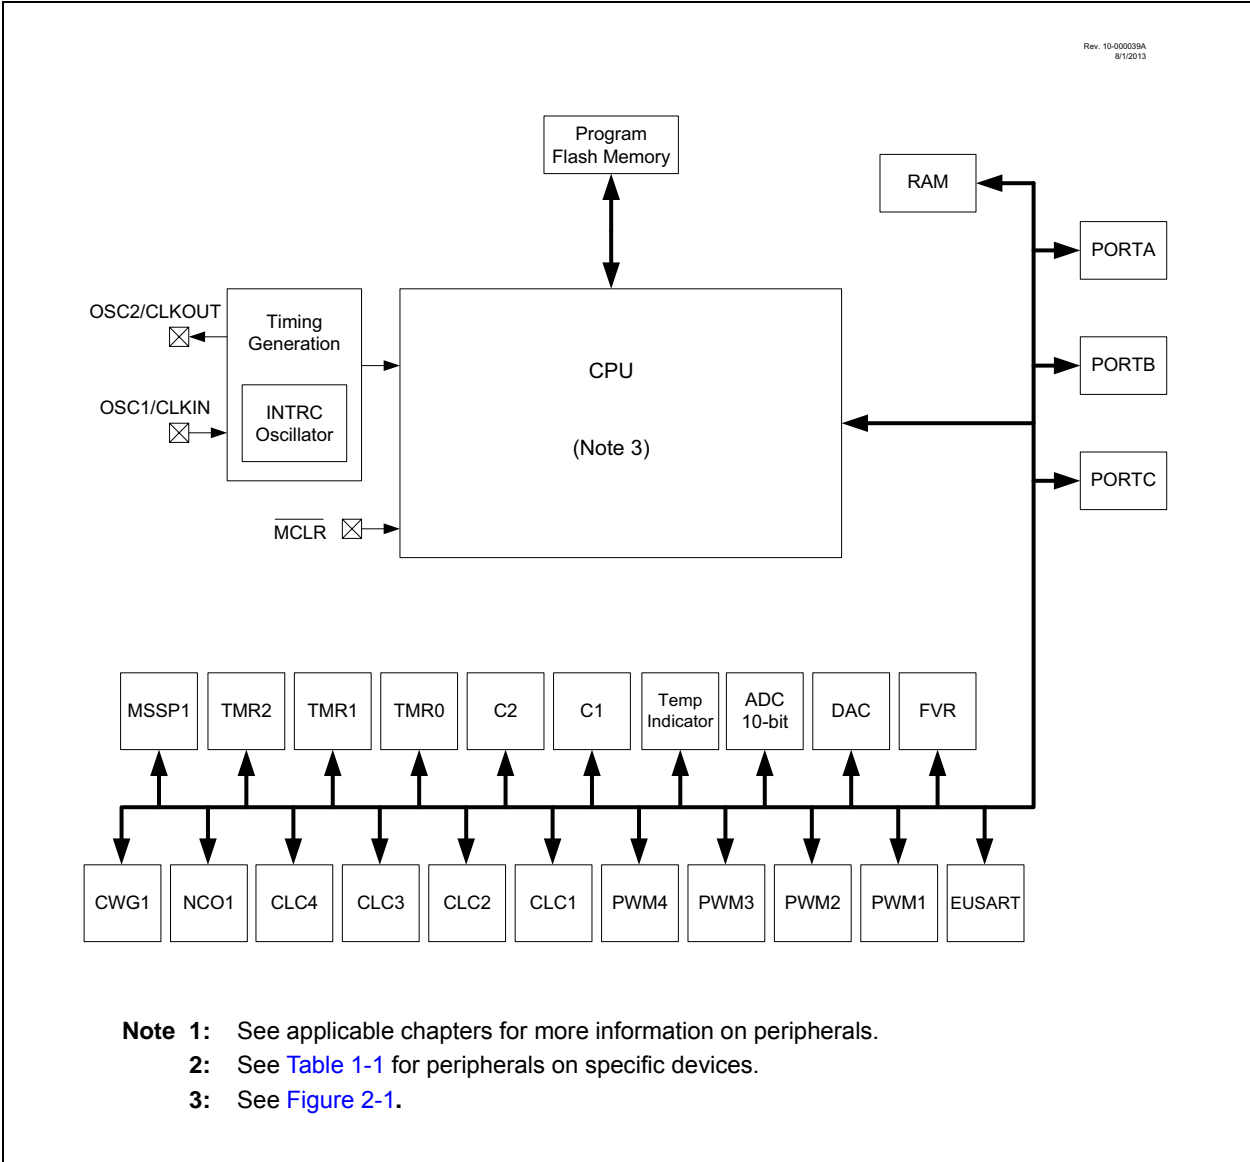 Rev. 10-000039A
8/1/2013
Program
Flash Memory
RAM
PORTA
OSC2/CLKOUT
Timing
Generation
PORTB
CPU
OSC1/CLKIN
INTRC
Oscillator
(Note 3)
PORTC
MCLR
MSSP1
TMR2
TMR1
TMR0
C2
C1
Temp
Indicator
ADC
10-bit
DAC
FVR
CWG1
NCO1
CLC4
CLC3
CLC2
CLC1
PWM4
PWM3
PWM2
PWM1
EUSART
Note 1: See applicable chapters for more information on peripherals.
2: See Table 1-1 for peripherals on specific devices.
3: See Figure 2-1.